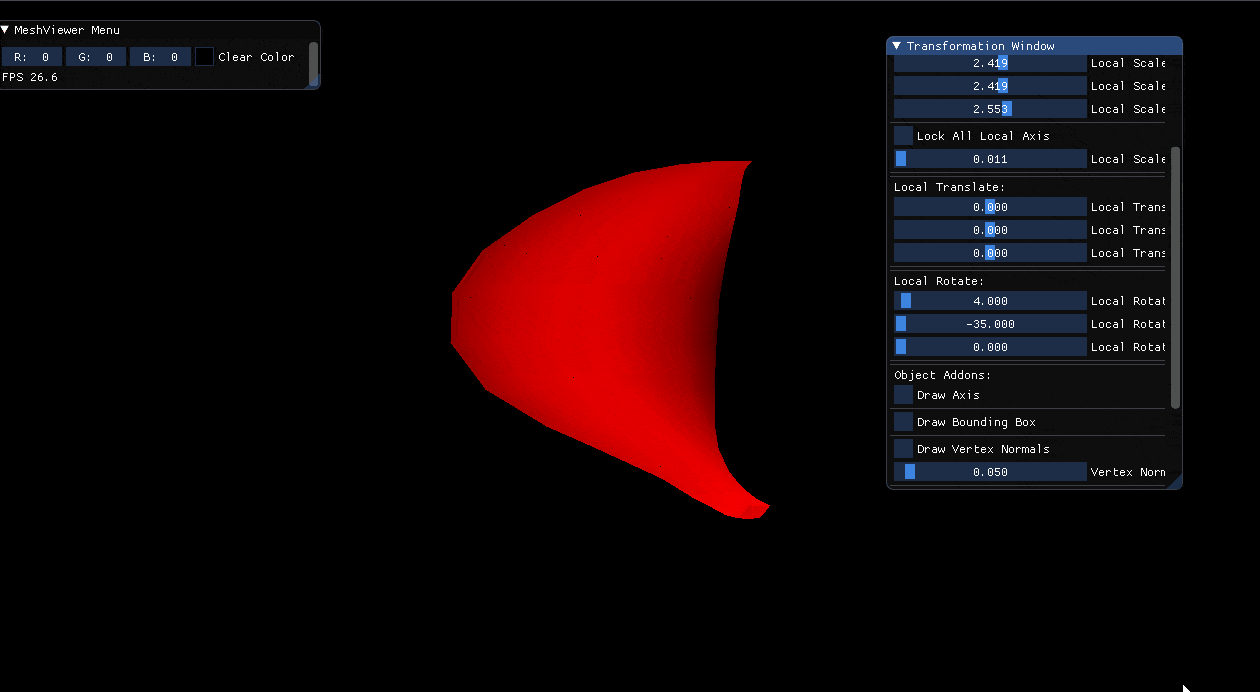 MeshViewer Menu
R: 0 G: 0 B: 0 Clear Color
FPS 26.6
Transformation Window
2.419 Local Scale
2.419 Local Scale
2.553 Local Scale
Lock All Local Axis
0.011 Local Scale
Local Translate:
0.000 Local Trans
0.000 Local Trans
0.000 Local Trans
Local Rotate:
4.000 Local Rotat
-35.000 Local Rotat
0.000 Local Rotat
Object Addons:
Draw Axis
Draw Bounding Box
Draw Vertex Normals
0.050 Vertex Norm